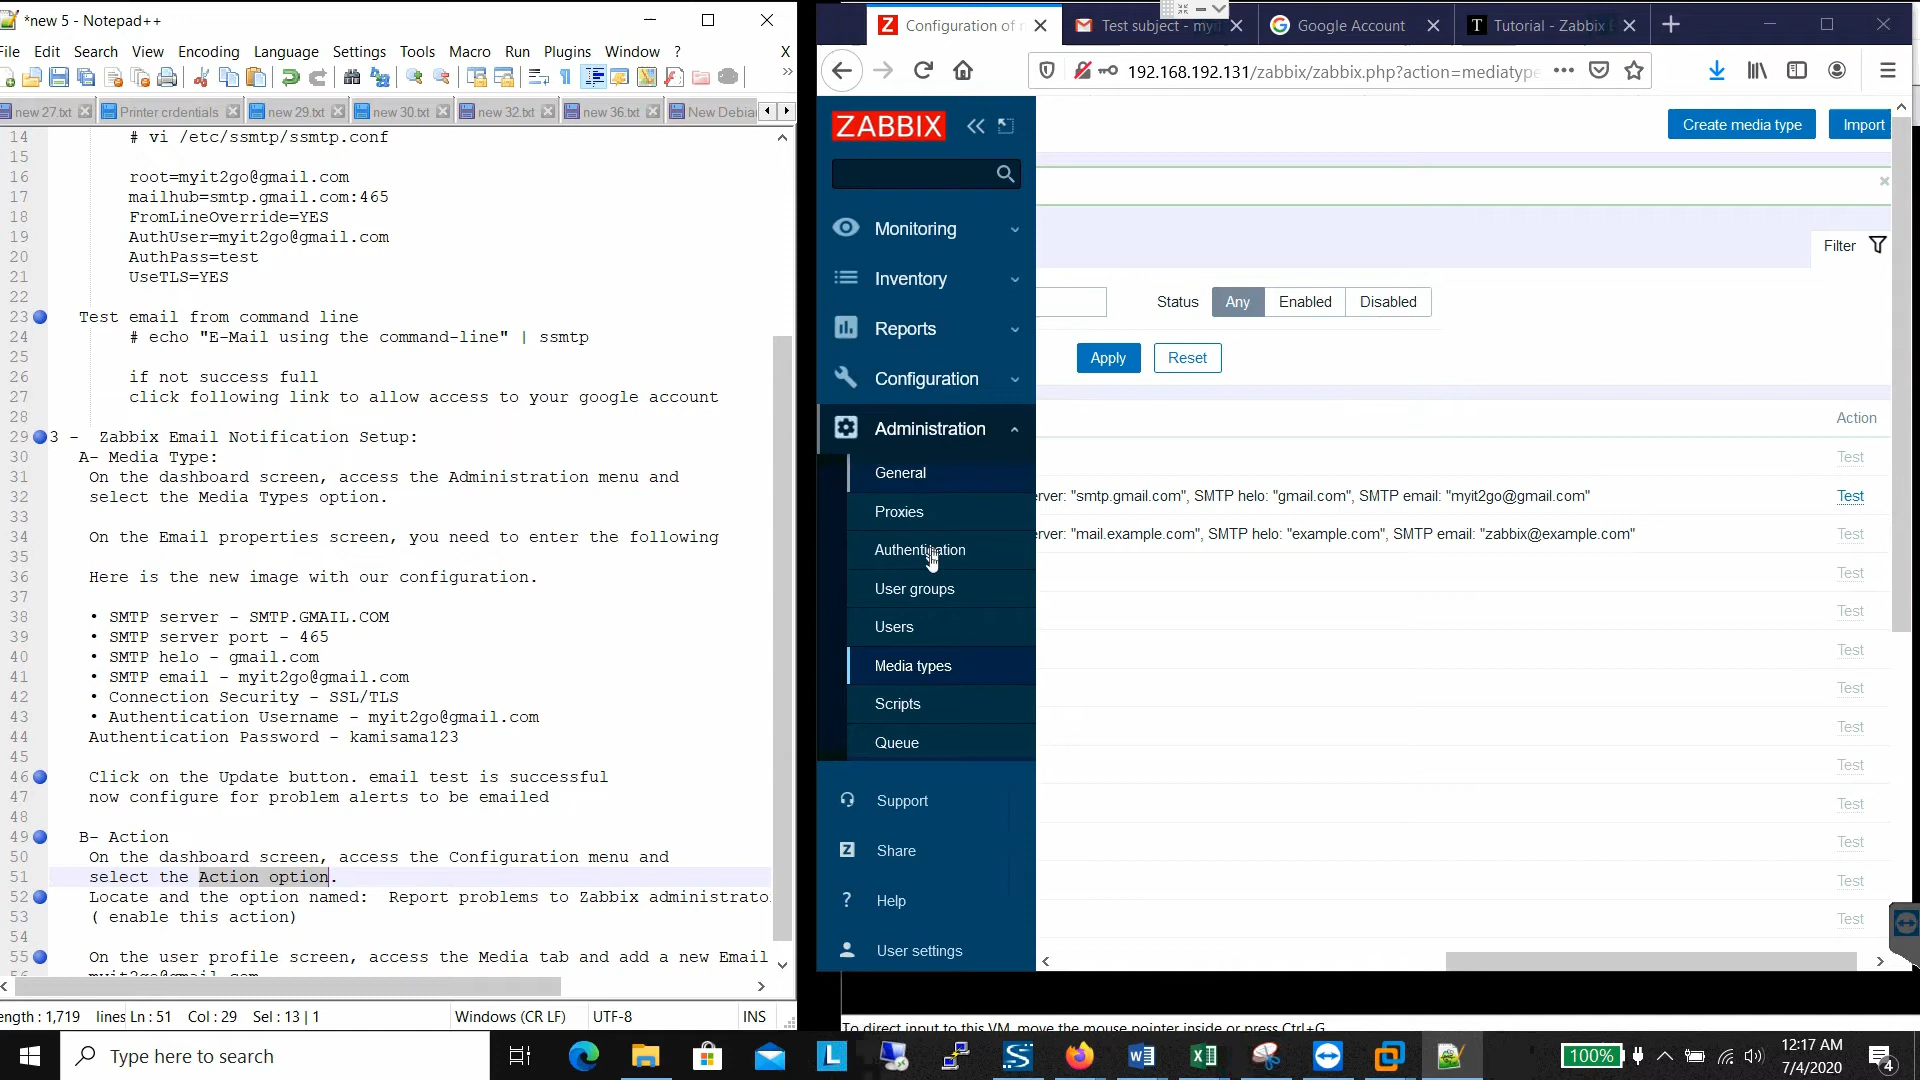 *new 5 - Notepad++
File Edit Search View Encoding Language Settings Tools Macro Run Plugins Window ? X
new 27.txt Printer crdentials new 29.txt new 30.txt new 32.txt new 36.txt New Debia
14 # vi /etc/ssmtp/ssmtp.conf
15
16 root=myit2go@gmail.com
17 mailhub=smtp.gmail.com:465
18 FromLineOverride=YES
19 AuthUser=myit2go@gmail.com
20 AuthPass=test
21 UseTLS=YES
22
23 Test email from command line
24 # echo "E-Mail using the command-line" | ssmtp
25
26 if not success full
27 click following link to allow access to your google account
28
29 3 - Zabbix Email Notification Setup:
30 A- Media Type:
31 On the dashboard screen, access the Administration menu and
32 select the Media Types option.
33
34 On the Email properties screen, you need to enter the following
35
36 Here is the new image with our configuration.
37
38 • SMTP server - SMTP.GMAIL.COM
39 • SMTP server port - 465
40 • SMTP helo - gmail.com
41 • SMTP email - myit2go@gmail.com
42 • Connection Security - SSL/TLS
43 • Authentication Username - myit2go@gmail.com
44 Authentication Password - kamisama123
45
46 Click on the Update button. email test is successful
47 now configure for problem alerts to be emailed
48
49 B- Action
50 On the dashboard screen, access the Configuration menu and
51 select the Action option.
52 Locate and the option named: Report problems to Zabbix administrato
53 ( enable this action)
54
55 On the user profile screen, access the Media tab and add a new Email
56 myit2go@gmail.com
ength : 1,719 lines Ln : 51 Col : 29 Sel : 13 | 1 Windows (CR LF) UTF-8 INS
Configuration of m Test subject - myi Google Account Tutorial - Zabbix E
192.168.192.131/zabbix/zabbix.php?action=mediatype
ZABBIX
Monitoring
Inventory
Reports
Configuration
Administration
General
Proxies
Authentication
User groups
Users
Media types
Scripts
Queue
Support
Share
Help
User settings
Create media type Import
Filter
Status Any Enabled Disabled
Apply Reset
Action
Test
erver: "smtp.gmail.com", SMTP helo: "gmail.com", SMTP email: "myit2go@gmail.com" Test
erver: "mail.example.com", SMTP helo: "example.com", SMTP email: "zabbix@example.com" Test
Test
Test
Test
Test
Test
Test
Test
Test
Test
Test
To direct input to this VM, move the mouse pointer inside or press Ctrl+G.
Type here to search
100%
12:17 AM
7/4/2020
4